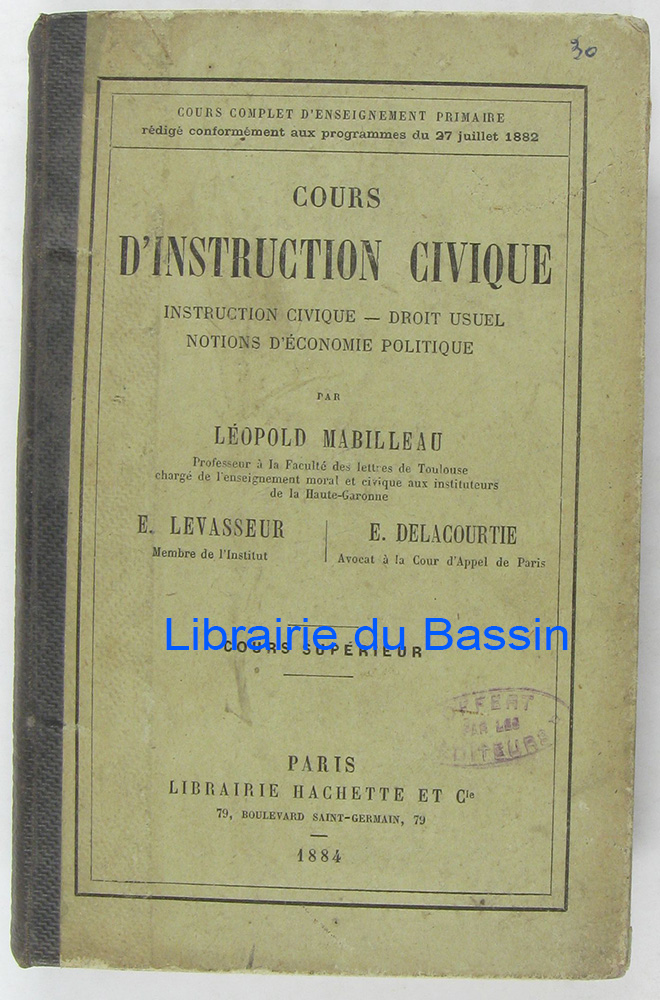 30
COURS COMPLET D'ENSEIGNEMENT PRIMAIRE
rédigé conformément aux programmes du 27 juillet 1882
COURS
D'INSTRUCTION CIVIQUE
INSTRUCTION CIVIQUE — DROIT USUEL
NOTIONS D'ÉCONOMIE POLITIQUE
PAR
LÉOPOLD MABILLEAU
Professeur à la Faculté des lettres de Toulouse
chargé de l'enseignement moral et civique aux instituteurs
de la Haute-Garonne
E. LEVASSEUR
Membre de l'Institut
E. DELACOURTIE
Avocat à la Cour d'Appel de Paris
Librairie du Bassin
COURS SUPÉRIEUR
OFFERT
PAR LES
ÉDITEURS
PARIS
LIBRAIRIE HACHETTE ET Cie
79, BOULEVARD SAINT-GERMAIN, 79
1884